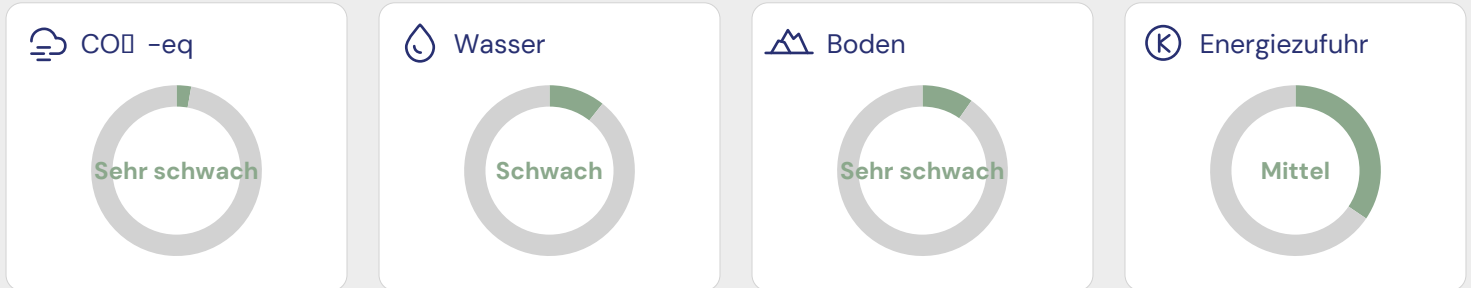 CO▯ -eq
Sehr schwach
Wasser
Schwach
Boden
Sehr schwach
Energiezufuhr
Mittel